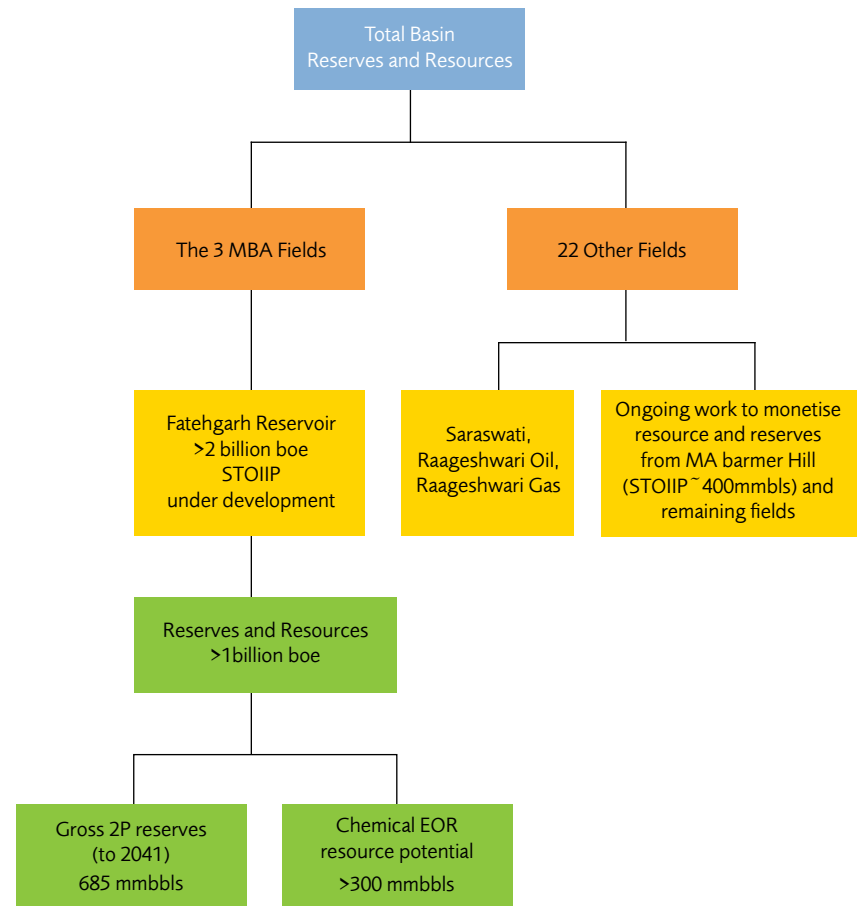 Total Basin
Reserves and Resources
The 3 MBA Fields
22 Other Fields
Fatehgarh Reservoir
>2 billion boe
STOIIP
under development
Saraswati,
Raageshwari Oil,
Raageshwari Gas
Ongoing work to monetise
resource and reserves
from MA barmer Hill
(STOIIP ~ 400mmbls) and
remaining fields
Reserves and Resources
>1billion boe
Gross 2P reserves
(to 2041)
685 mmbbls
Chemical EOR
resource potential
>300 mmbbls